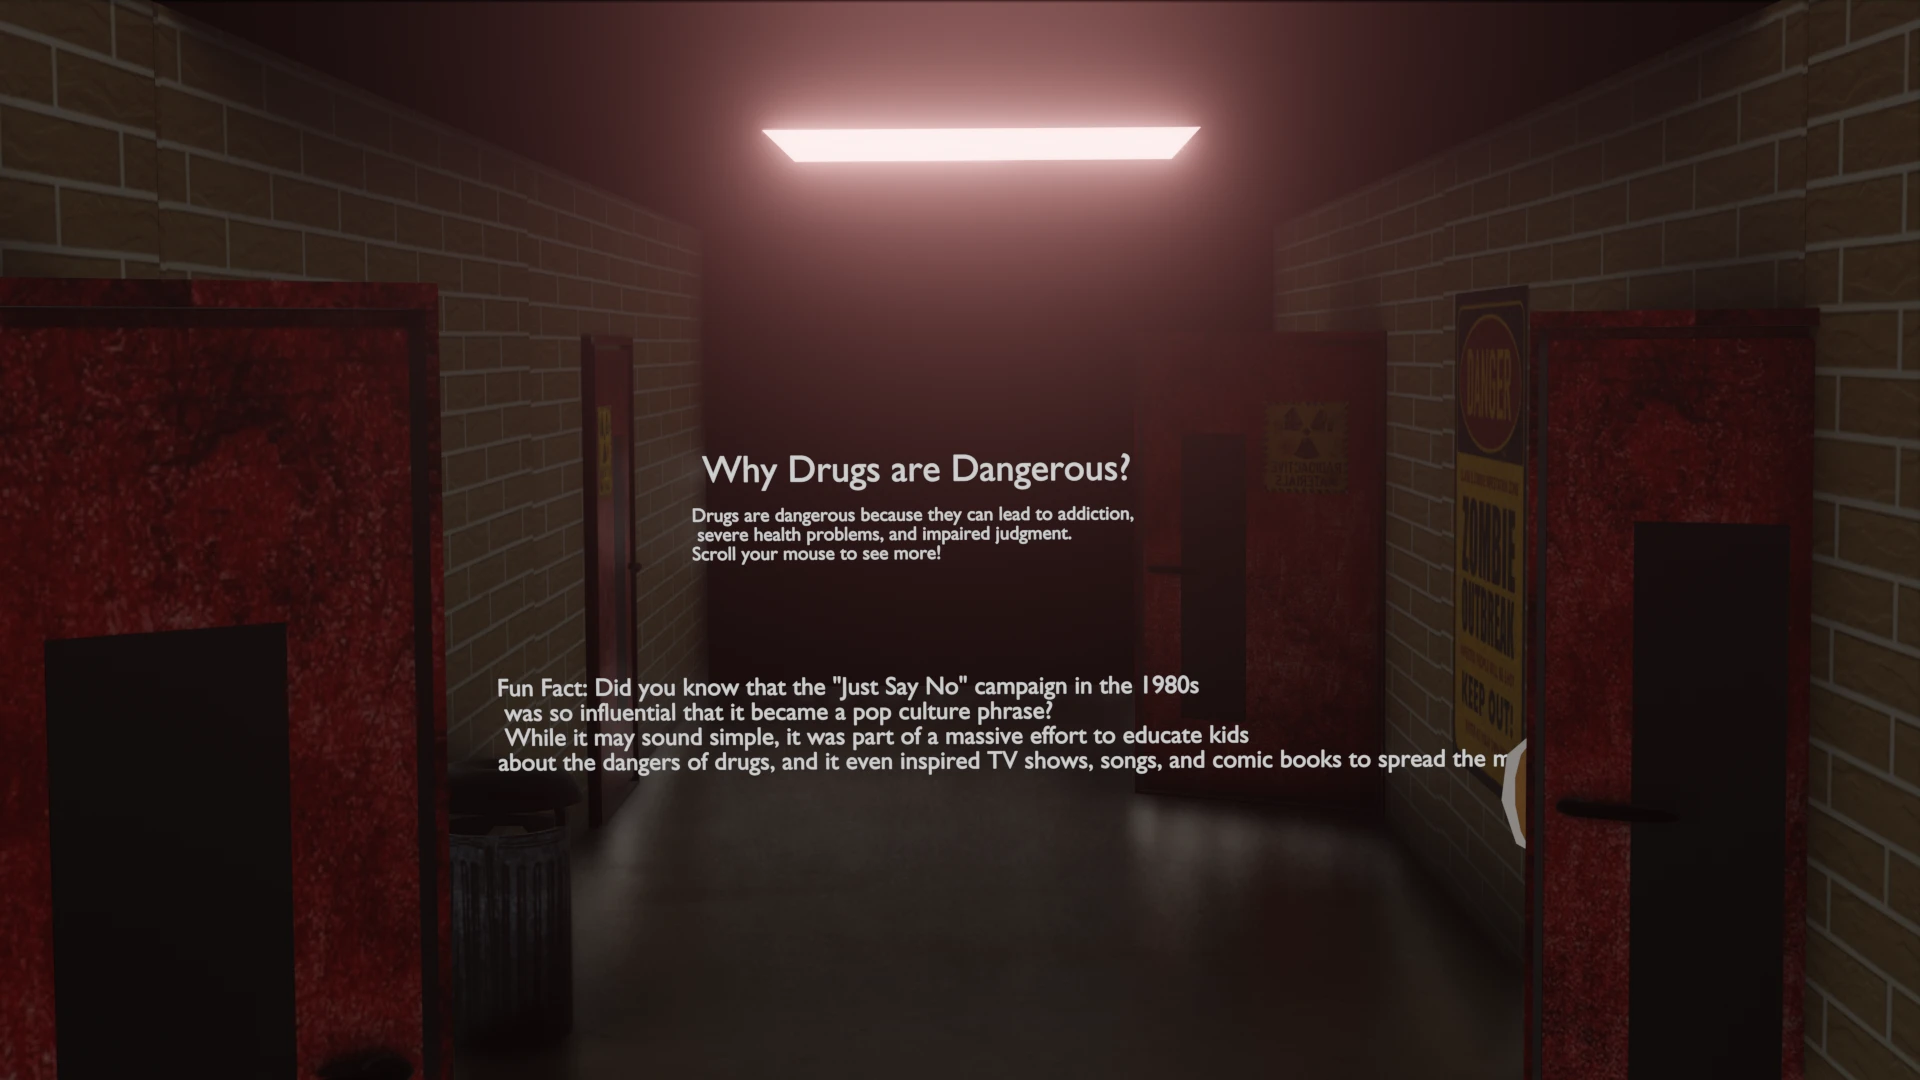 Why Drugs are Dangerous?
Drugs are dangerous because they can lead to addiction,
severe health problems, and impaired judgment.
Scroll your mouse to see more!
Fun Fact: Did you know that the "Just Say No" campaign in the 1980s
was so influential that it became a pop culture phrase?
While it may sound simple, it was part of a massive effort to educate kids
about the dangers of drugs, and it even inspired TV shows, songs, and comic books to spread the
DANGER
ZOMBIE
OUTBREAK
KEEP OUT!
RADIOACTIVE
MATERIALS